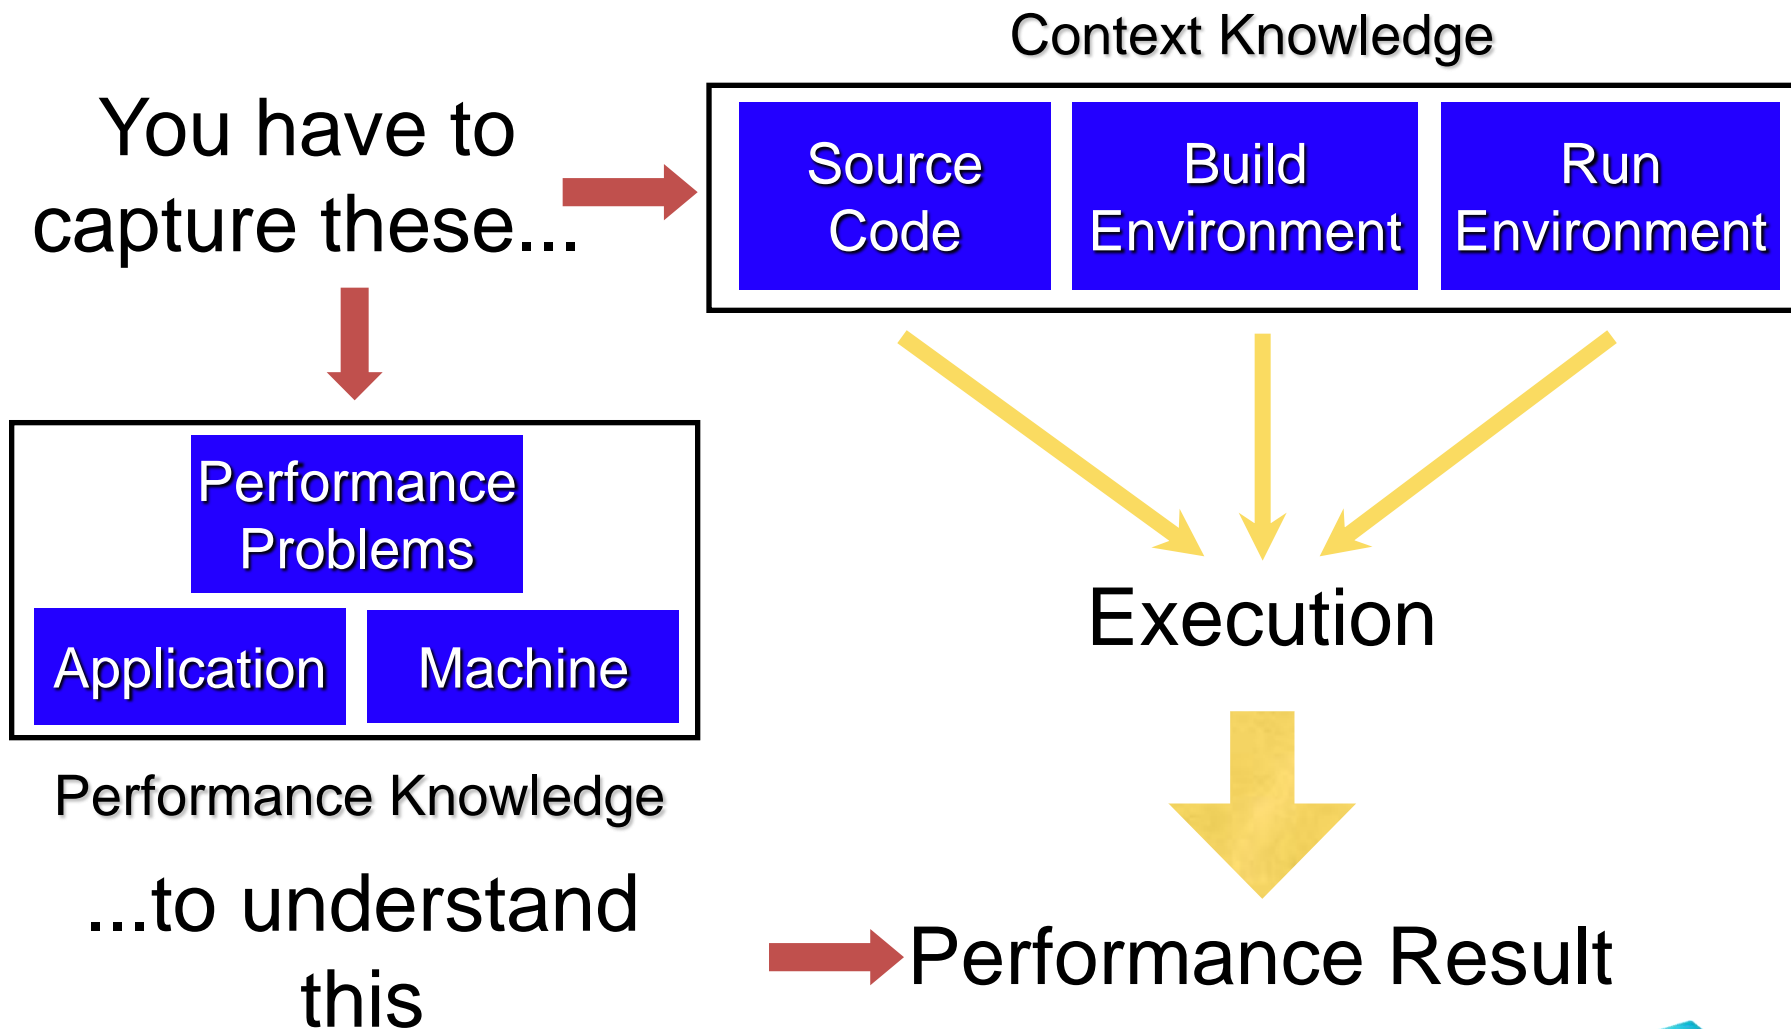 Context Knowledge
You have to
capture these...
Source
Code
Build
Environment
Run
Environment
Performance
Problems
Application
Machine
Performance Knowledge
Execution
...to understand
this
Performance Result